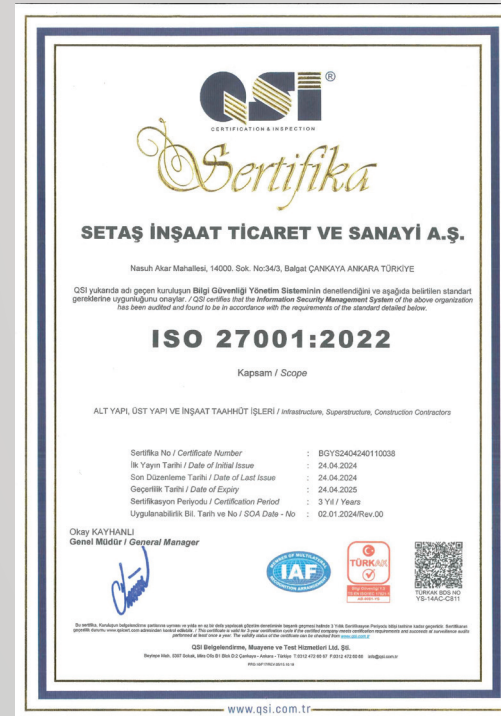 QSI ®
CERTIFICATION & INSPECTION
Sertifika
SETAŞ İNŞAAT TİCARET VE SANAYİ A.Ş.
Nasuh Akar Mahallesi, 14000. Sok. No:34/3, Balgat ÇANKAYA ANKARA TÜRKİYE
QSI yukarıda adı geçen kuruluşun Bilgi Güvenliği Yönetim Sisteminin denetlendiğini ve aşağıda belirtilen standart
gereklerine uygunluğunu onaylar. / QSI certifies that the Information Security Management System of the above organization
has been audited and found to be in accordance with the requirements of the standard detailed below.
ISO 27001:2022
Kapsam / Scope
ALT YAPI, ÜST YAPI VE İNŞAAT TAAHHÜT İŞLERİ / Infrastructure, Superstructure, Construction Contractors
Sertifika No / Certificate Number : BGYS2404240110038
İlk Yayın Tarihi / Date of Initial Issue : 24.04.2024
Son Düzenleme Tarihi / Date of Last Issue : 24.04.2024
Geçerlilik Tarihi / Date of Expiry : 24.04.2025
Sertifikasyon Periyodu / Certification Period : 3 Yıl / Years
Uygulanabilirlik Bil. Tarih ve No / SOA Date - No : 02.01.2024/Rev.00
Okay KAYHANLI
Genel Müdür / General Manager
IAF
TÜRKAK
TÜRKAK BDS NO
YS-14AC-C811
QSI Belgelendirme, Muayene ve Test Hizmetleri Ltd. Şti.
www.qsi.com.tr